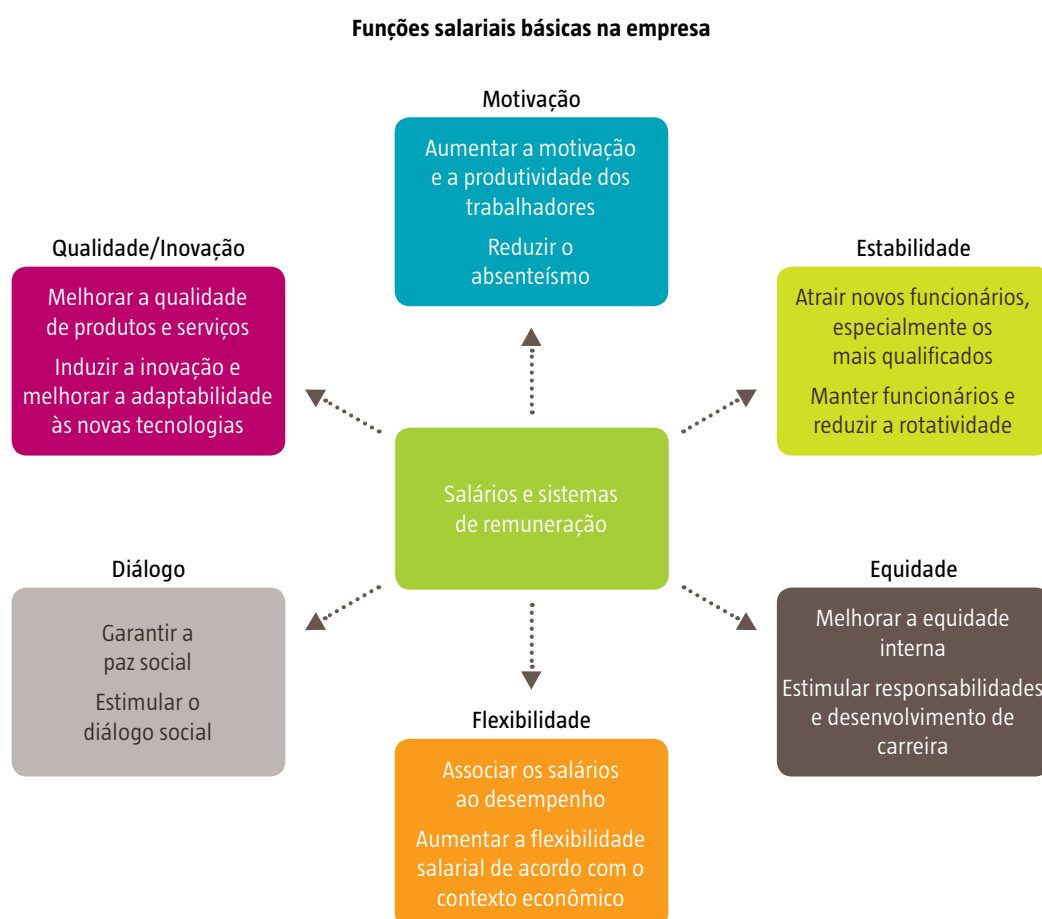 Funções salariais básicas na empresa
Motivação
Aumentar a motivação
e a produtividade dos
trabalhadores
Reduzir o
absenteísmo
Qualidade/Inovação
Melhorar a qualidade
de produtos e serviços
Induzir a inovação e
melhorar a adaptabilidade
às novas tecnologias
Estabilidade
Atrair novos funcionários,
especialmente os
mais qualificados
Manter funcionários e
reduzir a rotatividade
Salários e sistemas
de remuneração
Diálogo
Garantir a
paz social
Estimular o
diálogo social
Equidade
Melhorar a equidade
interna
Estimular responsabilidades
e desenvolvimento de
carreira
Flexibilidade
Associar os salários
ao desempenho
Aumentar a flexibilidade
salarial de acordo com o
contexto econômico